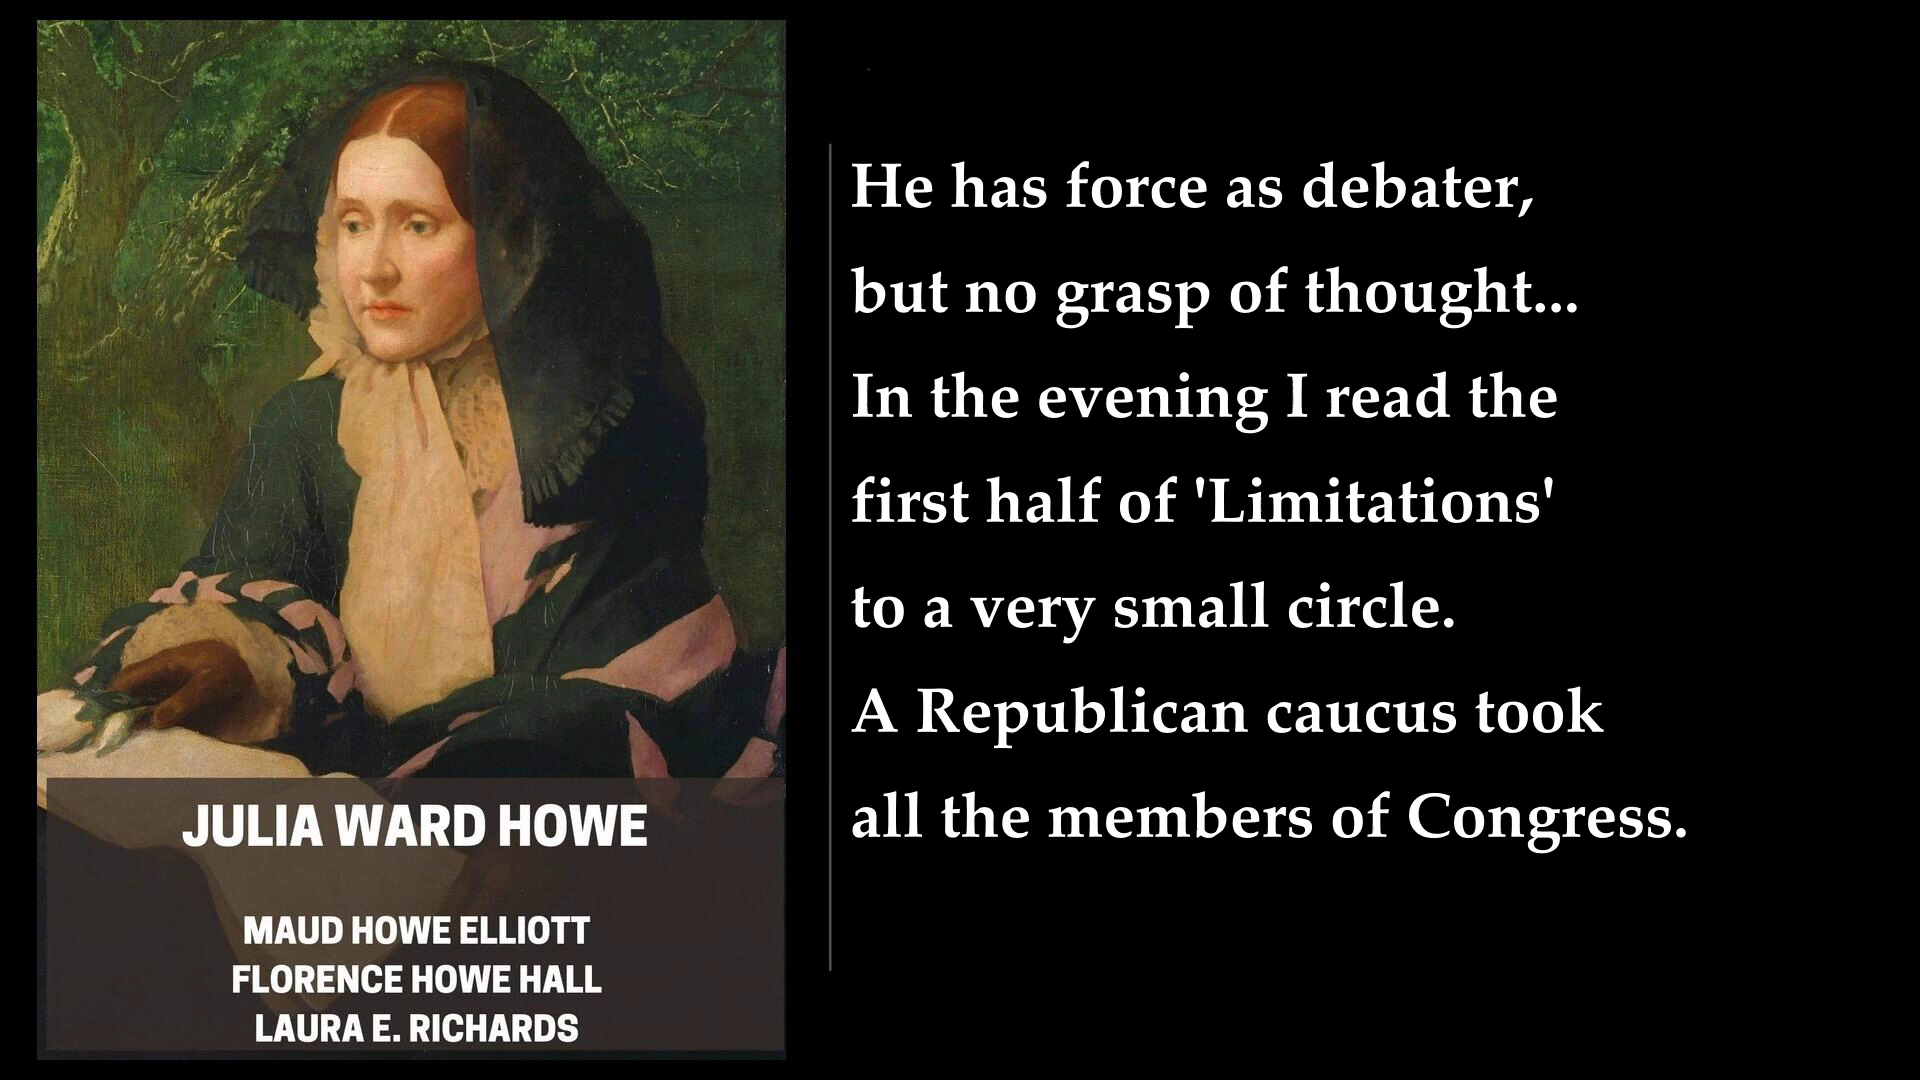 JULIA WARD HOWE
MAUD HOWE ELLIOTT
FLORENCE HOWE HALL
LAURA E. RICHARDS
He has force as debater,
but no grasp of thought...
In the evening I read the
first half of 'Limitations'
to a very small circle.
A Republican caucus took
all the members of Congress.